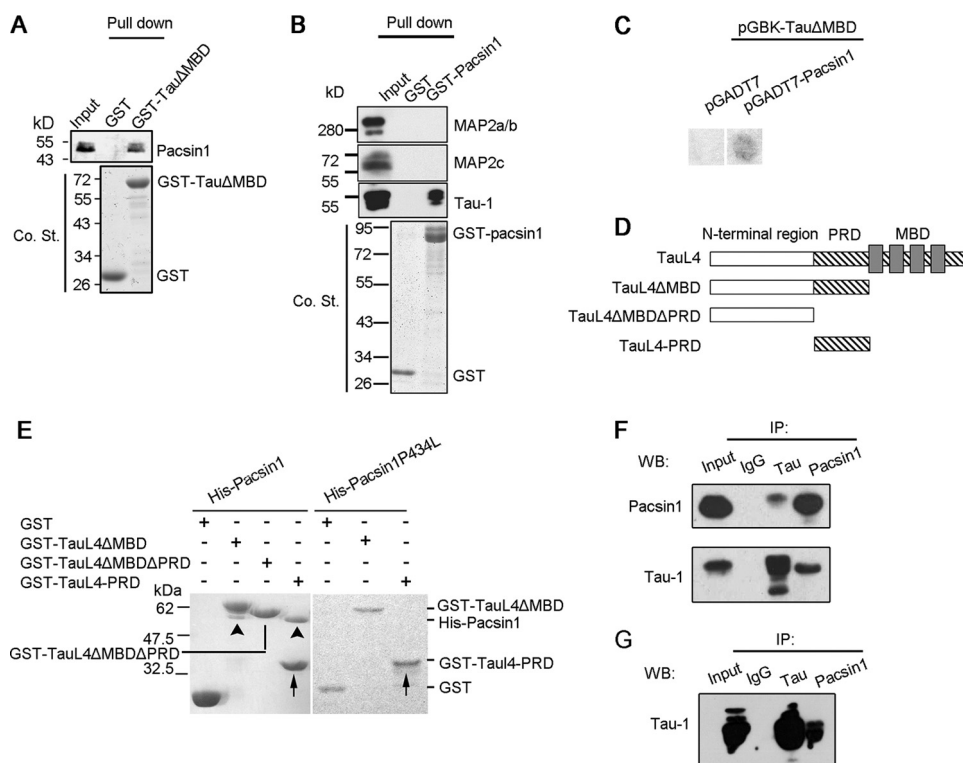 A
Pull down
Input
GST
GST-TauΔMBD
kD
55
43
Pacsin1
Co. St.
72
55
43
34
26
GST-TauΔMBD
GST
B
Pull down
Input
GST
GST-Pacsin1
kD
280
MAP2a/b
72
55
MAP2c
55
Tau-1
Co. St.
95
72
55
43
34
26
GST-pacsin1
GST
C
pGBK-TauΔMBD
pGADT7
pGADT7-Pacsin1
D
N-terminal region PRD MBD
TauL4
TauL4ΔMBD
TauL4ΔMBDΔPRD
TauL4-PRD
E
His-Pacsin1
His-Pacsin1P434L
GST + - - - + - -
GST-TauL4ΔMBD - + - - - + -
GST-TauL4ΔMBDΔPRD - - + - - - -
GST-TauL4-PRD - - - + - - +
kDa
62
47.5
32.5
GST-TauL4ΔMBDΔPRD
GST-TauL4ΔMBD
His-Pacsin1
GST-Taul4-PRD
GST
F
IP:
WB:
Input
IgG
Tau
Pacsin1
Pacsin1
Tau-1
G
IP:
WB:
Input
IgG
Tau
Pacsin1
Tau-1